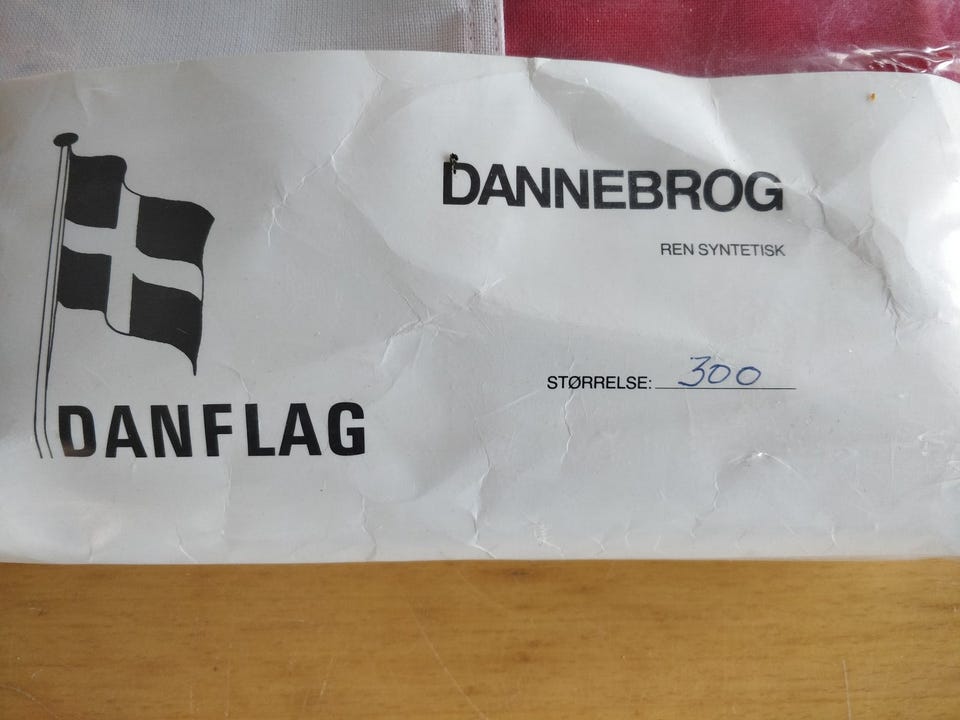 DANNEBROG
REN SYNTETISK
STØRRELSE: 300
DANFLAG